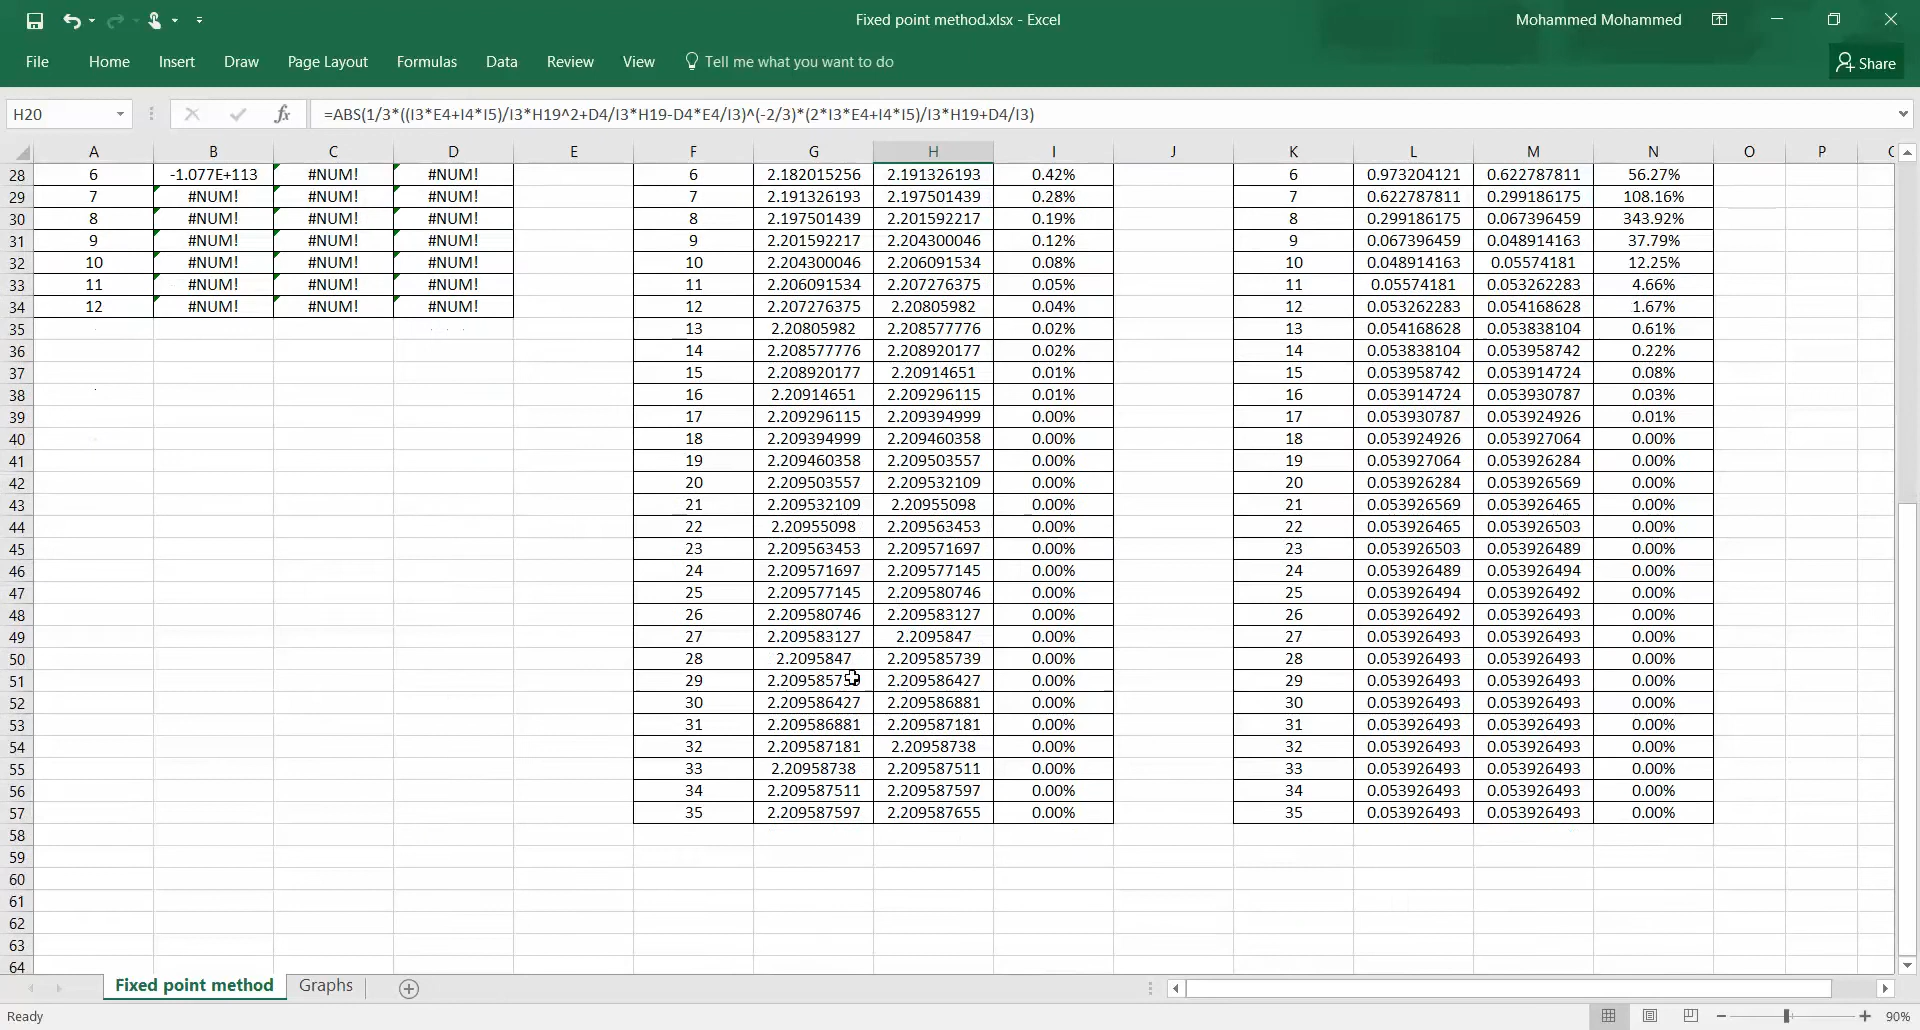 Fixed point method.xlsx - Excel
Mohammed Mohammed
File Home Insert Draw Page Layout Formulas Data Review View Tell me what you want to do Share
H20 fx =ABS(1/3*((I3*E4+I4*I5)/I3*H19^2+D4/I3*H19-D4*E4/I3)^(-2/3)*(2*I3*E4+I4*I5)/I3*H19+D4/I3)
A B C D E F G H I J K L M N O P
28 6 -1.077E+113 #NUM! #NUM! 6 2.182015256 2.191326193 0.42% 6 0.973204121 0.622787811 56.27%
29 7 #NUM! #NUM! #NUM! 7 2.191326193 2.197501439 0.28% 7 0.622787811 0.299186175 108.16%
30 8 #NUM! #NUM! #NUM! 8 2.197501439 2.201592217 0.19% 8 0.299186175 0.067396459 343.92%
31 9 #NUM! #NUM! #NUM! 9 2.201592217 2.204300046 0.12% 9 0.067396459 0.048914163 37.79%
32 10 #NUM! #NUM! #NUM! 10 2.204300046 2.206091534 0.08% 10 0.048914163 0.05574181 12.25%
33 11 #NUM! #NUM! #NUM! 11 2.206091534 2.207276375 0.05% 11 0.05574181 0.053262283 4.66%
34 12 #NUM! #NUM! #NUM! 12 2.207276375 2.20805982 0.04% 12 0.053262283 0.054168628 1.67%
35 13 2.20805982 2.208577776 0.02% 13 0.054168628 0.053838104 0.61%
36 14 2.208577776 2.208920177 0.02% 14 0.053838104 0.053958742 0.22%
37 15 2.208920177 2.20914651 0.01% 15 0.053958742 0.053914724 0.08%
38 16 2.20914651 2.209296115 0.01% 16 0.053914724 0.053930787 0.03%
39 17 2.209296115 2.209394999 0.00% 17 0.053930787 0.053924926 0.01%
40 18 2.209394999 2.209460358 0.00% 18 0.053924926 0.053927064 0.00%
41 19 2.209460358 2.209503557 0.00% 19 0.053927064 0.053926284 0.00%
42 20 2.209503557 2.209532109 0.00% 20 0.053926284 0.053926569 0.00%
43 21 2.209532109 2.20955098 0.00% 21 0.053926569 0.053926465 0.00%
44 22 2.20955098 2.209563453 0.00% 22 0.053926465 0.053926503 0.00%
45 23 2.209563453 2.209571697 0.00% 23 0.053926503 0.053926489 0.00%
46 24 2.209571697 2.209577145 0.00% 24 0.053926489 0.053926494 0.00%
47 25 2.209577145 2.209580746 0.00% 25 0.053926494 0.053926492 0.00%
48 26 2.209580746 2.209583127 0.00% 26 0.053926492 0.053926493 0.00%
49 27 2.209583127 2.2095847 0.00% 27 0.053926493 0.053926493 0.00%
50 28 2.2095847 2.209585739 0.00% 28 0.053926493 0.053926493 0.00%
51 29 2.209586427 0.00% 29 0.053926493 0.053926493 0.00%
52 30 2.209586427 2.209586881 0.00% 30 0.053926493 0.053926493 0.00%
53 31 2.209586881 2.209587181 0.00% 31 0.053926493 0.053926493 0.00%
54 32 2.209587181 2.20958738 0.00% 32 0.053926493 0.053926493 0.00%
55 33 2.20958738 2.209587511 0.00% 33 0.053926493 0.053926493 0.00%
56 34 2.209587511 2.209587597 0.00% 34 0.053926493 0.053926493 0.00%
57 35 2.209587597 2.209587655 0.00% 35 0.053926493 0.053926493 0.00%
58
59
60
61
62
63
64
Fixed point method Graphs
Ready 90%